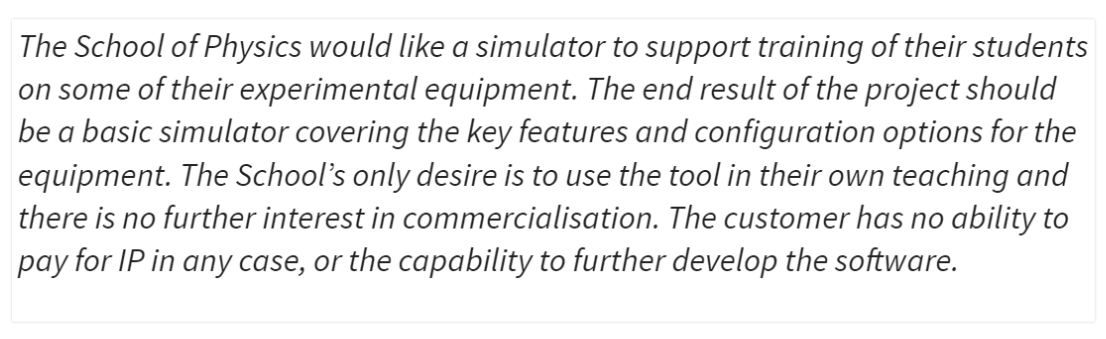 The School of Physics would like a simulator to support training of their students
on some of their experimental equipment. The end result of the project should
be a basic simulator covering the key features and configuration options for the
equipment. The School’s only desire is to use the tool in their own teaching and
there is no further interest in commercialisation. The customer has no ability to
pay for IP in any case, or the capability to further develop the software.